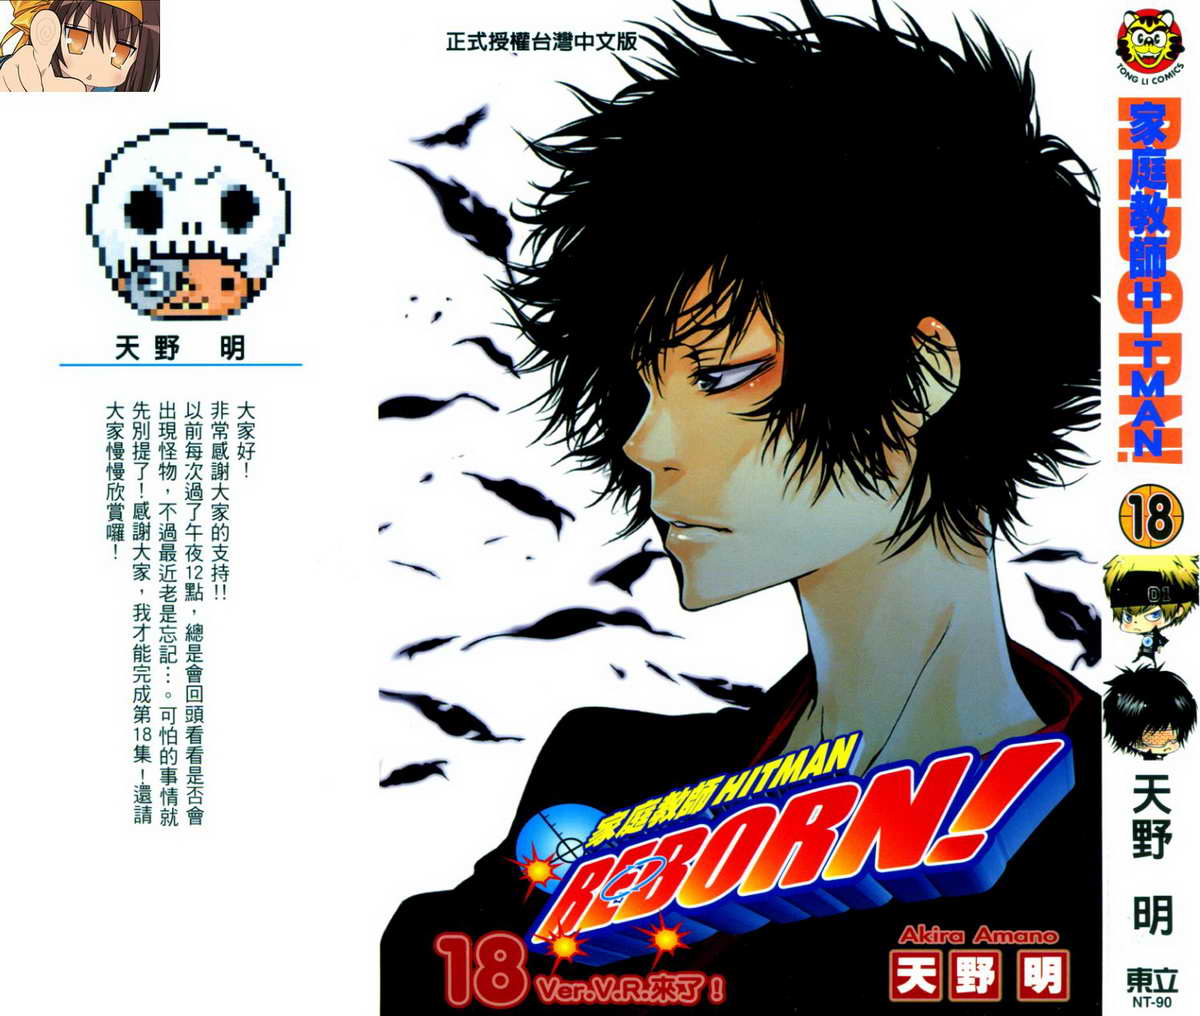 天野 明
大家好！
非常感謝大家的支持!!
以前每次過了午夜12點，總是會回頭看看是否會
出現怪物，不過最近老是忘記…。可怕的事情就
先別提了！感謝大家，我才能完成第18集！還請
大家慢慢欣賞囉！
正式授權台灣中文版
家庭教師HITMAN
REBORN!
18
Ver.V.R.來了！
Akira Amano
天野明
TONG LI COMICS
REBORN!
家庭教師HITMAN
18
01
天野 明
東立
NT-90